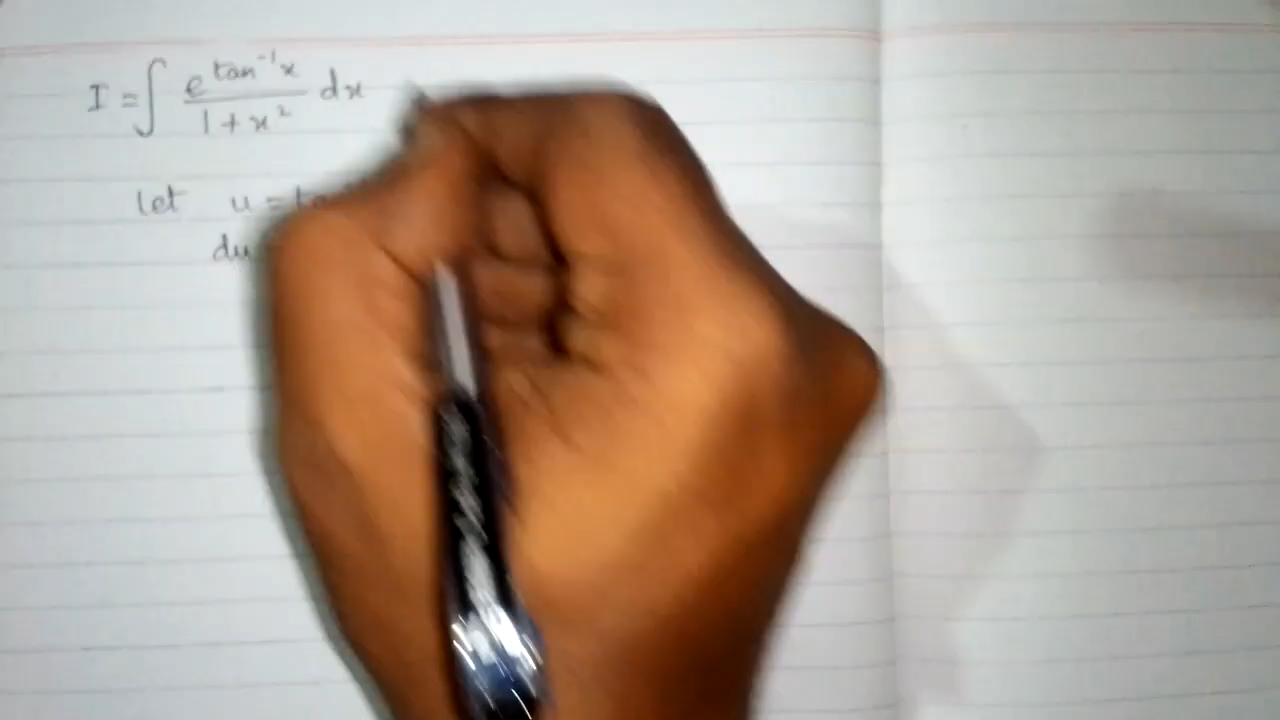 I = ∫ e^{tan⁻¹x} / (1 + x²) dx
let u =
du